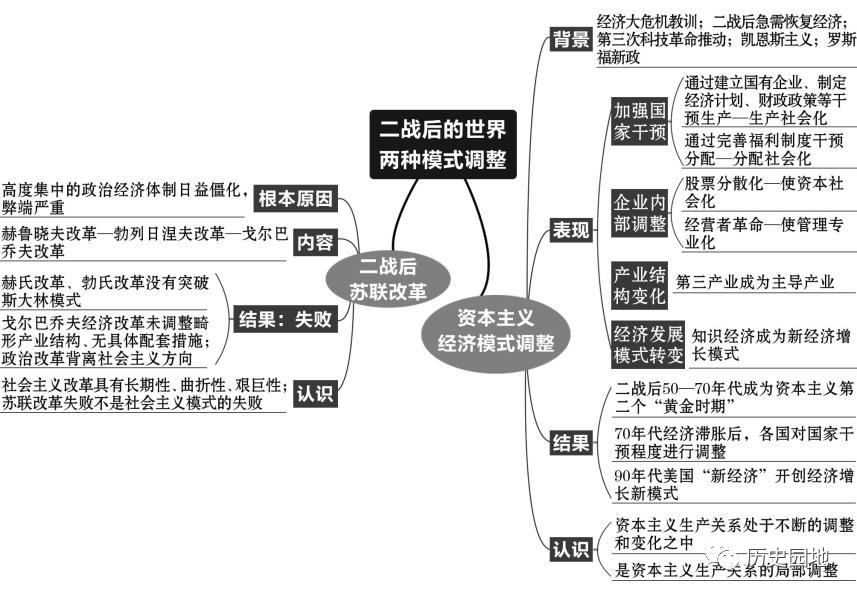 二战后的世界
两种模式调整
二战后
苏联改革
根本原因
高度集中的政治经济体制日益僵化，
弊端严重
内容
赫鲁晓夫改革—勃列日涅夫改革—戈尔巴
乔夫改革
结果：失败
赫氏改革、勃氏改革没有突破
斯大林模式
戈尔巴乔夫经济改革未调整畸
形产业结构、无具体配套措施；
政治改革背离社会主义方向
认识
社会主义改革具有长期性、曲折性、艰巨性；
苏联改革失败不是社会主义模式的失败
资本主义
经济模式调整
背景
经济大危机教训；二战后急需恢复经济；
第三次科技革命推动；凯恩斯主义；罗斯
福新政
表现
加强国
家干预
通过建立国有企业、制定
经济计划、财政政策等干
预生产—生产社会化
通过完善福利制度干预
分配—分配社会化
企业内
部调整
股票分散化—使资本社
会化
经营者革命—使管理专
业化
产业结
构变化
第三产业成为主导产业
经济发展
模式转变
知识经济成为新经济增
长模式
结果
二战后50—70年代成为资本主义第
二个“黄金时期”
70年代经济滞胀后，各国对国家干
预程度进行调整
90年代美国“新经济”开创经济增
长新模式
认识
资本主义生产关系处于不断的调整
和变化之中
是资本主义生产关系的局部调整
历史园地